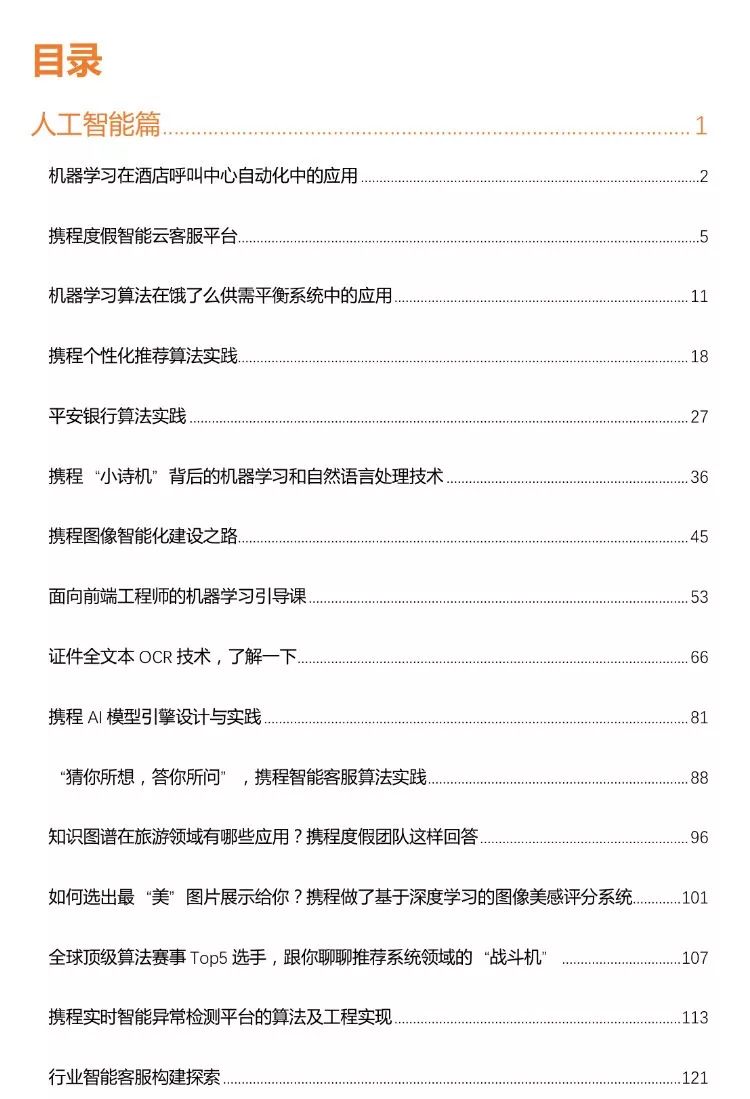 目录
人工智能篇........................................................................................ 1
机器学习在酒店呼叫中心自动化中的应用........................................................................2
携程度假智能云客服平台........................................................................5
机器学习算法在饿了么供需平衡系统中的应用........................................................................11
携程个性化推荐算法实践........................................................................18
平安银行算法实践........................................................................27
携程“小诗机”背后的机器学习和自然语言处理技术........................................................................36
携程图像智能化建设之路........................................................................45
面向前端工程师的机器学习引导课........................................................................53
证件全文本 OCR 技术，了解一下........................................................................66
携程 AI 模型引擎设计与实践........................................................................81
“猜你所想，答你所问”，携程智能客服算法实践........................................................................88
知识图谱在旅游领域有哪些应用？携程度假团队这样回答........................................................................96
如何选出最“美”图片展示给你？携程做了基于深度学习的图像美感评分系统............101
全球顶级算法赛事 Top5 选手，跟你聊聊推荐系统领域的“战斗机” ..............................107
携程实时智能异常检测平台的算法及工程实现........................................................................113
行业智能客服构建探索........................................................................121